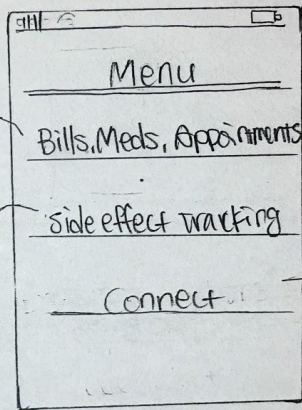 Menu
Bills, Meds, Appointments
side effect tracking
Connect